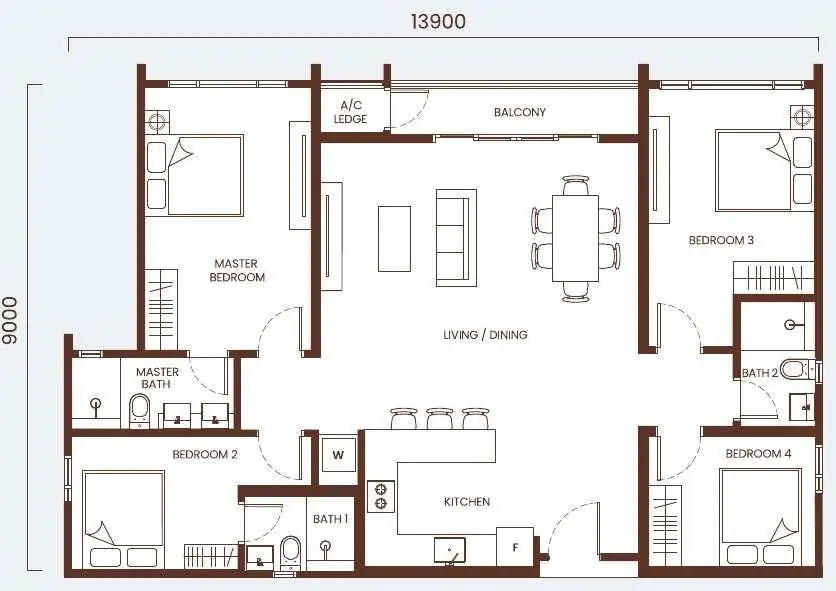 13900
A/C
LEDGE
BALCONY
BEDROOM 3
MASTER
BEDROOM
9000
LIVING / DINING
MASTER
BATH
BATH 2
BEDROOM 2
W
BEDROOM 4
KITCHEN
BATH 1
F